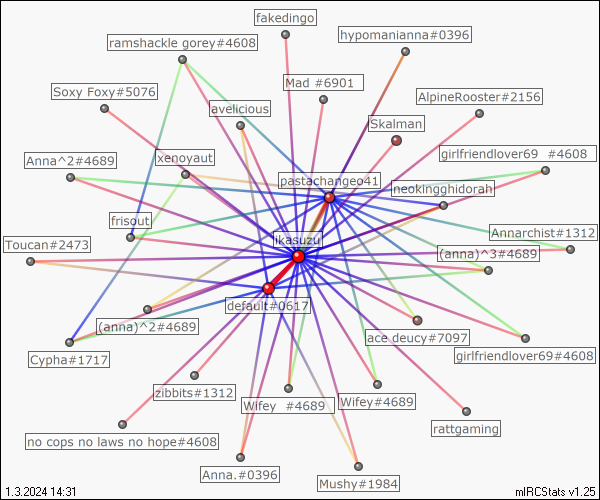 fakedingo
ramshackle gorey#4608
hypomanianna#0396
Soxy Foxy#5076
Mad #6901
AlpineRooster#2156
avelicious
Skalman
Anna^2#4689
xenoyaut
girlfriendlover69 #4608
pastachangeo41
neokingghidorah
frisout
Toucan#2473
likasuzu
Annarchist#1312
(anna)^3#4689
default#0617
(anna)^2#4689
ace deucy#7097
Cypha#1717
girlfriendlover69#4608
zibbits#1312
Wifey #4689
Wifey#4689
no cops no laws no hope#4608
rattgaming
Anna.#0396
Mushy#1984
1.3.2024 14:31
mIRCStats v1.25